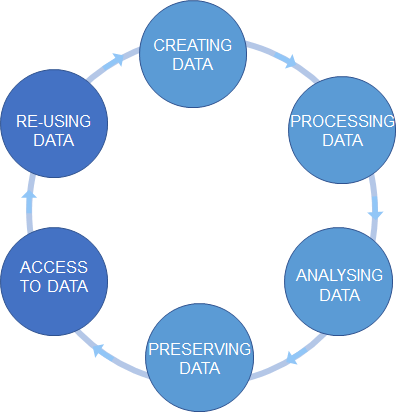 CREATING
DATA
PROCESSING
DATA
ANALYSING
DATA
PRESERVING
DATA
ACCESS
TO DATA
RE-USING
DATA